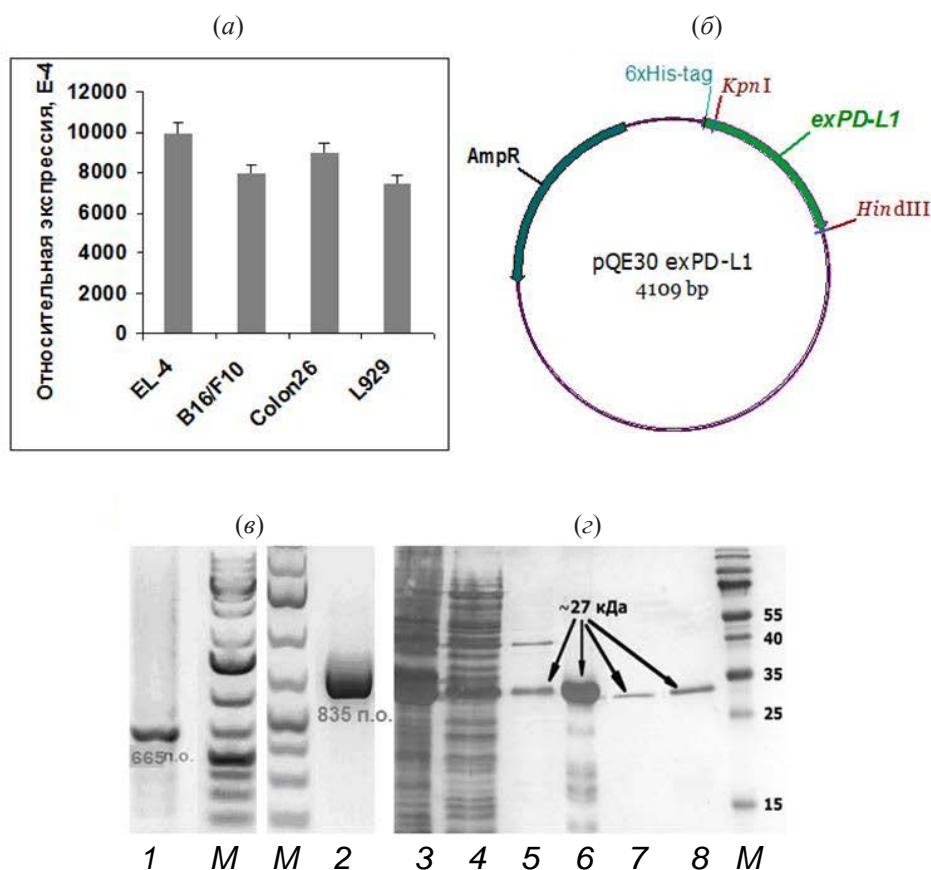 (а)
Относительная экспрессия, E-4
12000
10000
8000
6000
4000
2000
0
EL-4
B16/F10
Colon26
L929
(б)
6xHis-tag
KpnI
exPD-L1
AmpR
HindIII
pQE30 exPD-L1
4109 bp
(в)
665 п.о.
835 п.о.
(г)
~27 кДа
55
40
35
25
15
1 M M 2 3 4 5 6 7 8 M